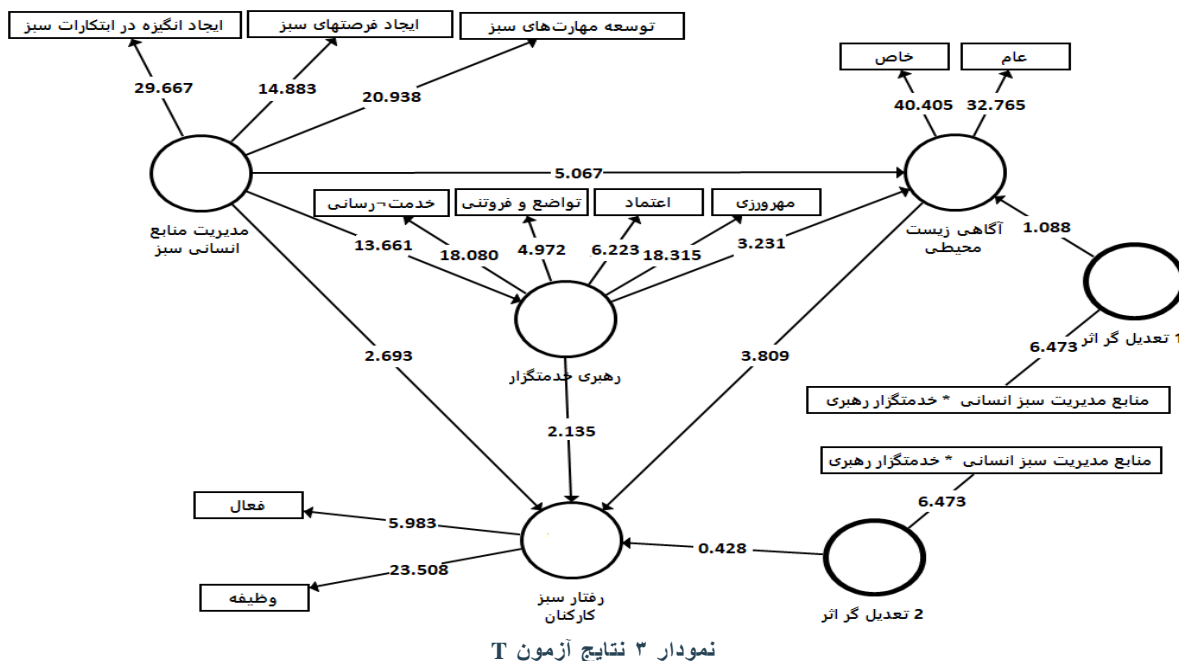 ایجاد انگیزه در ابتکارات سبز
ایجاد فرصتهای سبز
توسعه مهارت‌های سبز
خاص
عام
29.667
14.883
20.938
40.405
32.765
5.067
مدیریت منابع
انسانی سبز
خدمت¬رسانی
تواضع و فروتنی
اعتماد
مهرورزی
آگاهی زیست
محیطی
13.661
18.080
4.972
6.223
18.315
3.231
1.088
1 تعدیل گر اثر
6.473
2.693
رهبری خدمتگزار
3.809
منابع مدیریت سبز انسانی * خدمتگزار رهبری
2.135
منابع مدیریت سبز انسانی * خدمتگزار رهبری
6.473
فعال
5.983
0.428
23.508
وظیفه
رفتار سبز
کارکنان
2 تعدیل گر اثر
نمودار ۳ نتایج آزمون T